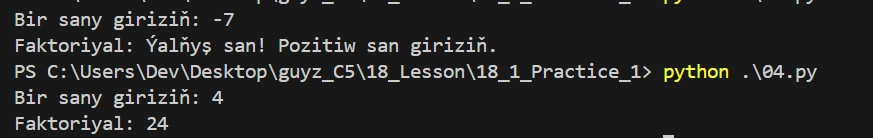 Bir sany giriziň: -7
Faktoriyal: Ýalňyş san! Pozitiw san giriziň.
PS C:\Users\Dev\Desktop\guyz_C5\18_Lesson\18_1_Practice_1> python .\04.py
Bir sany giriziň: 4
Faktoriyal: 24